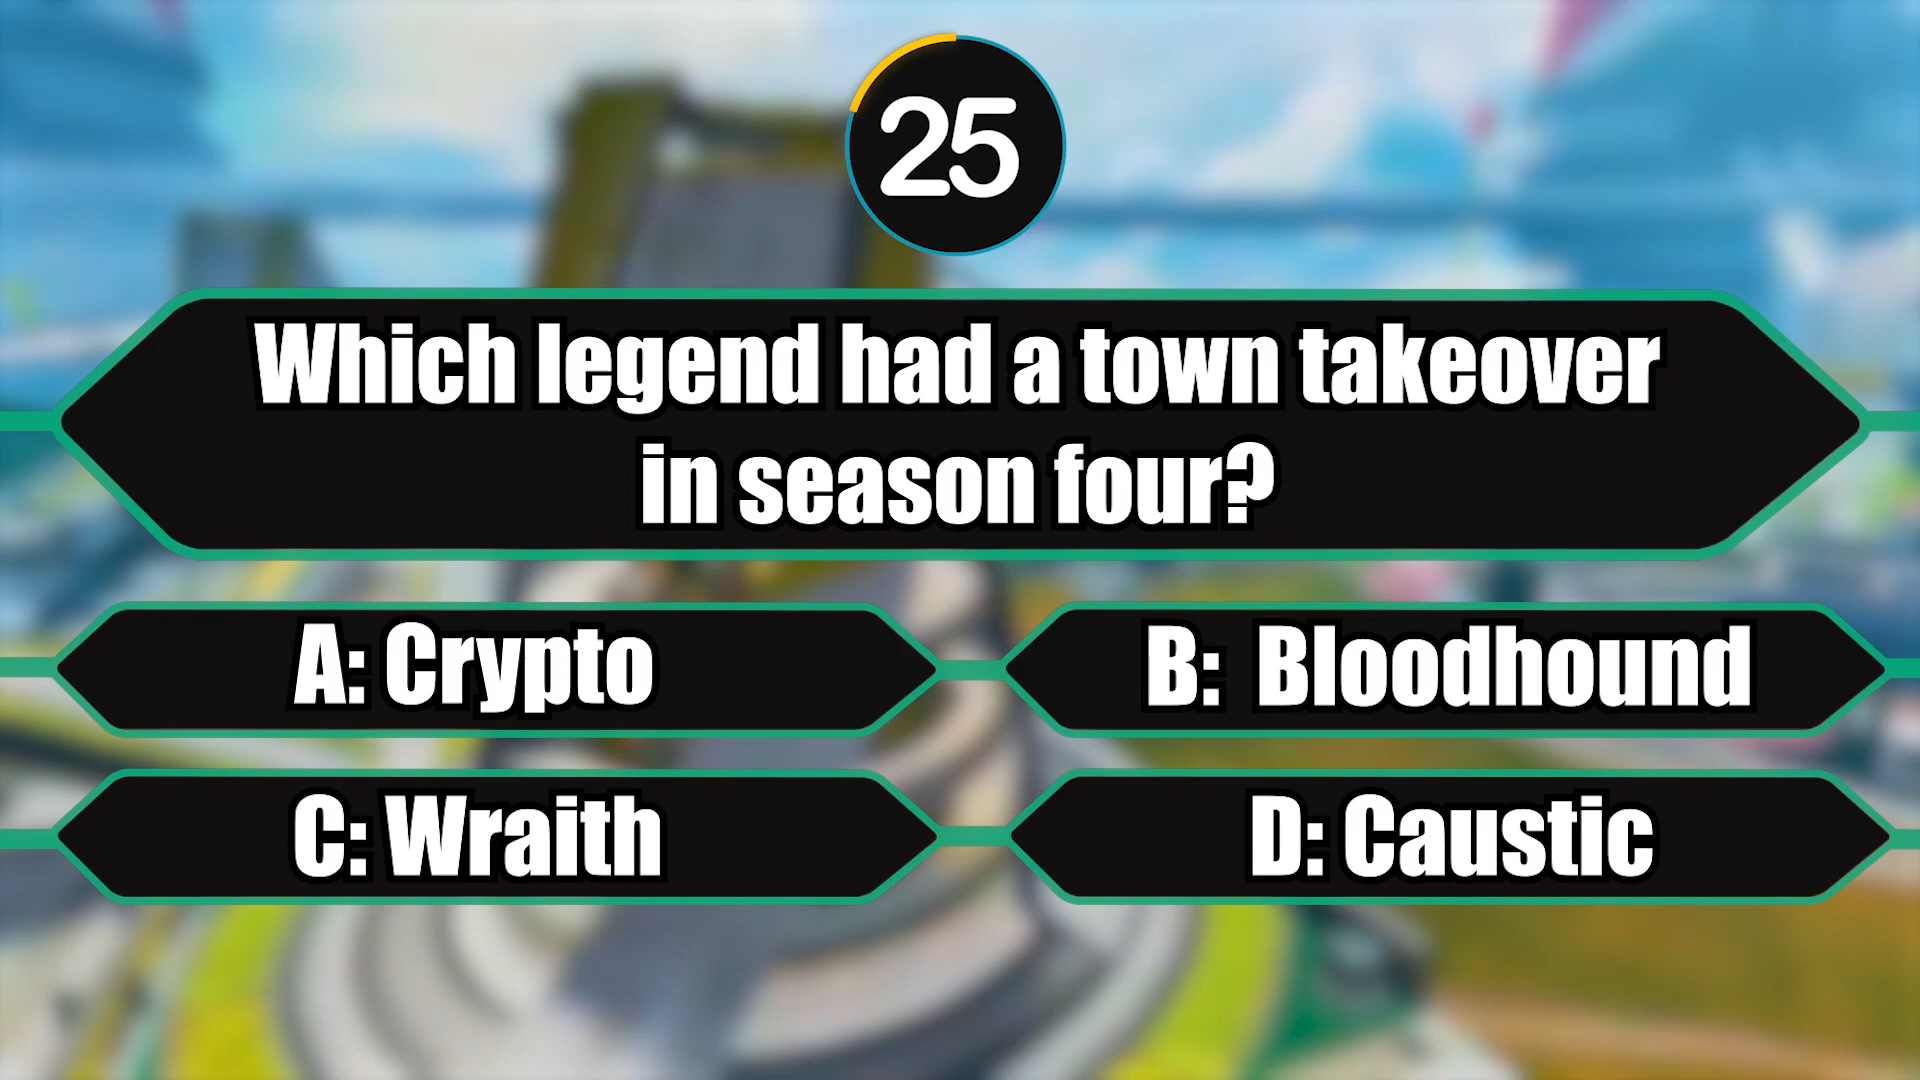 25
Which legend had a town takeover
in season four?
A: Crypto
B: Bloodhound
C: Wraith
D: Caustic